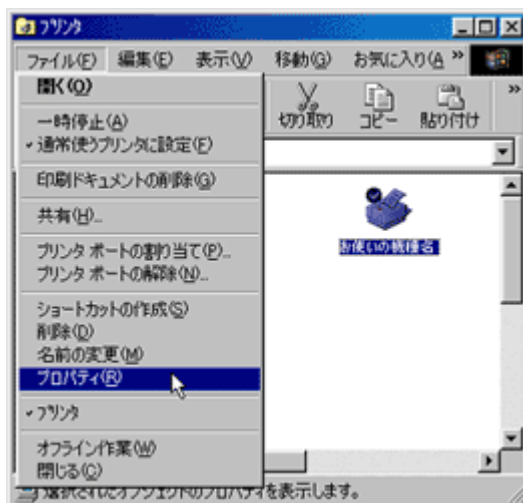 プリンタ
ファイル(F) 編集(E) 表示(V) 移動(G) お気に入り(A »
開く(O)
切り取り コピー 貼り付け »
一時停止(A)
通常使うプリンタに設定(F)
印刷ドキュメントの削除(G)
共有(H)...
プリンタ ポートの割り当て(P)...
プリンタ ポートの解除(N)...
ショートカットの作成(S)
削除(D)
名前の変更(M)
プロパティ(R)
プリンタ
オフライン作業(W)
閉じる(C)
お使いの機種名
選択されたオブジェクトのプロパティを表示します。